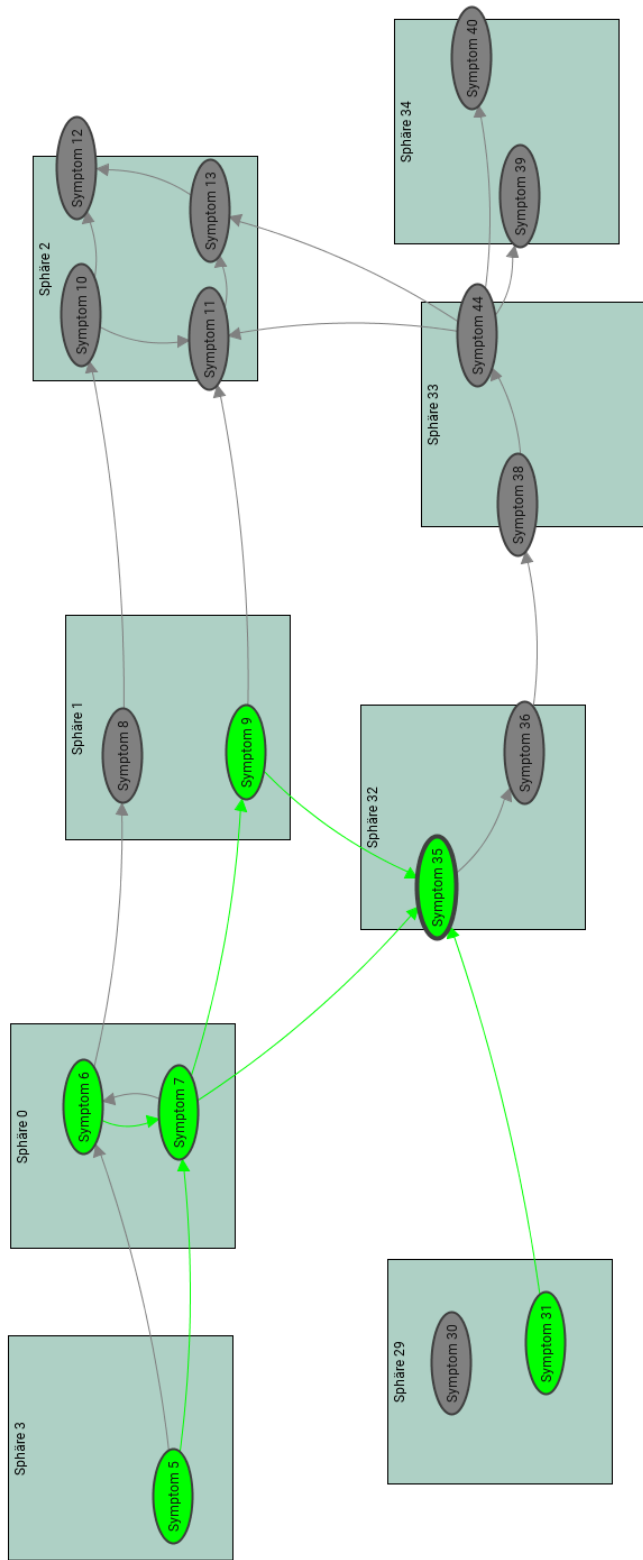 Sphäre 3
Symptom 5
Sphäre 0
Symptom 6
Symptom 7
Sphäre 1
Symptom 8
Symptom 9
Sphäre 2
Symptom 10
Symptom 11
Symptom 12
Symptom 13
Sphäre 29
Symptom 30
Symptom 31
Sphäre 32
Symptom 35
Symptom 36
Sphäre 33
Symptom 38
Symptom 44
Sphäre 34
Symptom 39
Symptom 40